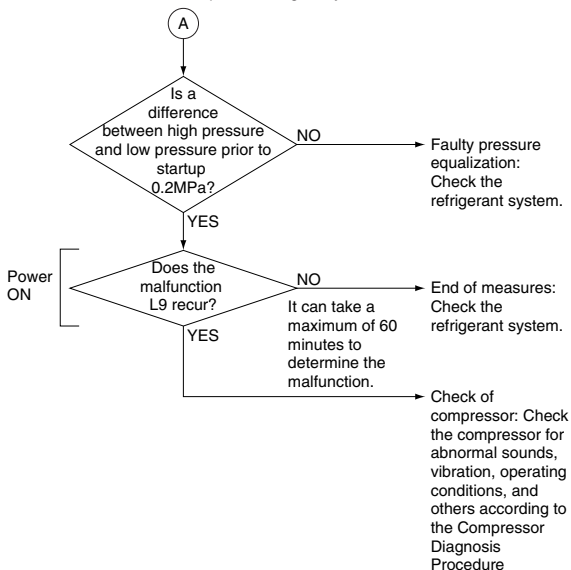 A
Is a
difference
between high pressure
and low pressure prior to
startup
0.2MPa?
NO
Faulty pressure
equalization:
Check the
refrigerant system.
YES
Power
ON
Does the
malfunction
L9 recur?
NO
It can take a
maximum of 60
minutes to
determine the
malfunction.
End of measures:
Check the
refrigerant system.
YES
Check of
compressor: Check
the compressor for
abnormal sounds,
vibration, operating
conditions, and
others according to
the Compressor
Diagnosis
Procedure